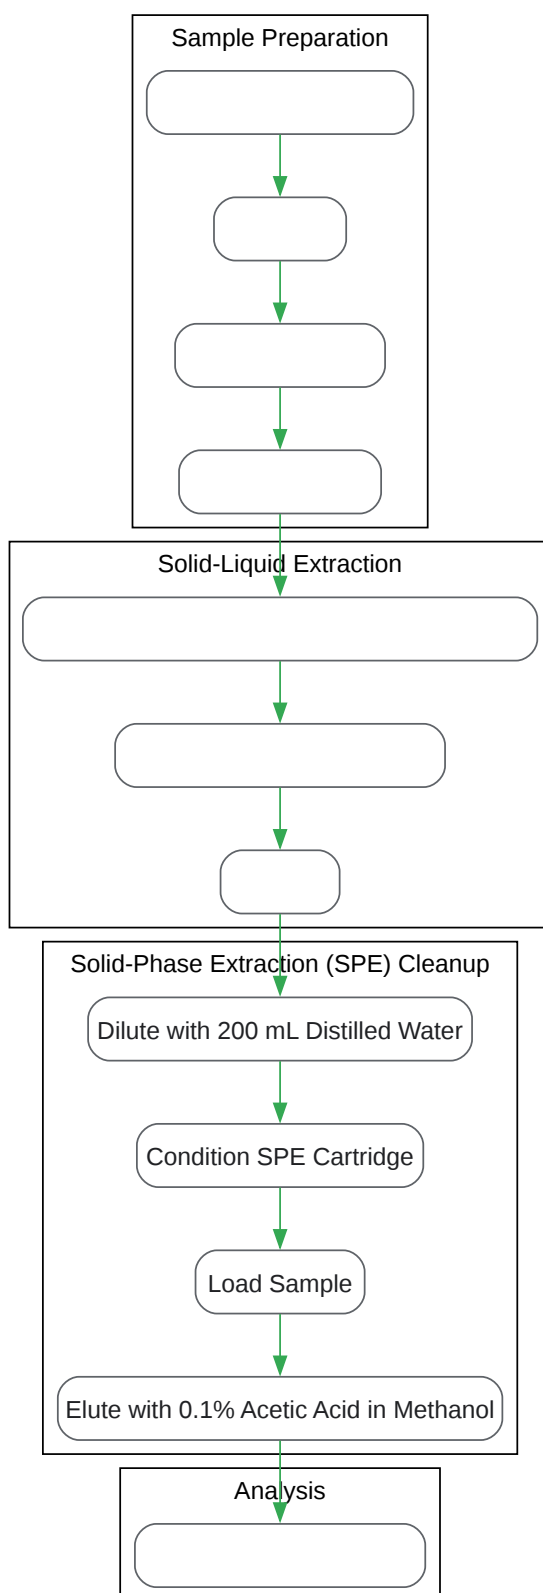 Sample Preparation
Solid-Liquid Extraction
Solid-Phase Extraction (SPE) Cleanup
Dilute with 200 mL Distilled Water
Condition SPE Cartridge
Load Sample
Elute with 0.1% Acetic Acid in Methanol
Analysis